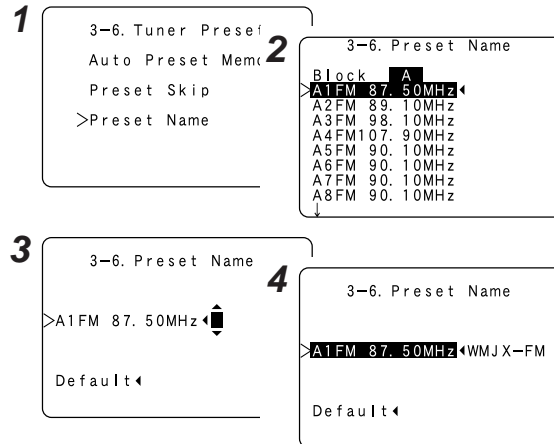 1
3-6. Tuner Preset
Auto Preset Memo
Preset Skip
>Preset Name
2
3-6. Preset Name
Block A
>A1FM 87. 50MHz◂
A2FM 89. 10MHz
A3FM 98. 10MHz
A4FM107. 90MHz
A5FM 90. 10MHz
A6FM 90. 10MHz
A7FM 90. 10MHz
A8FM 90. 10MHz
↓
3
3-6. Preset Name
>A1FM 87. 50MHz◂
Default◂
4
3-6. Preset Name
>A1FM 87. 50MHz◂WMJX-FM
Default◂